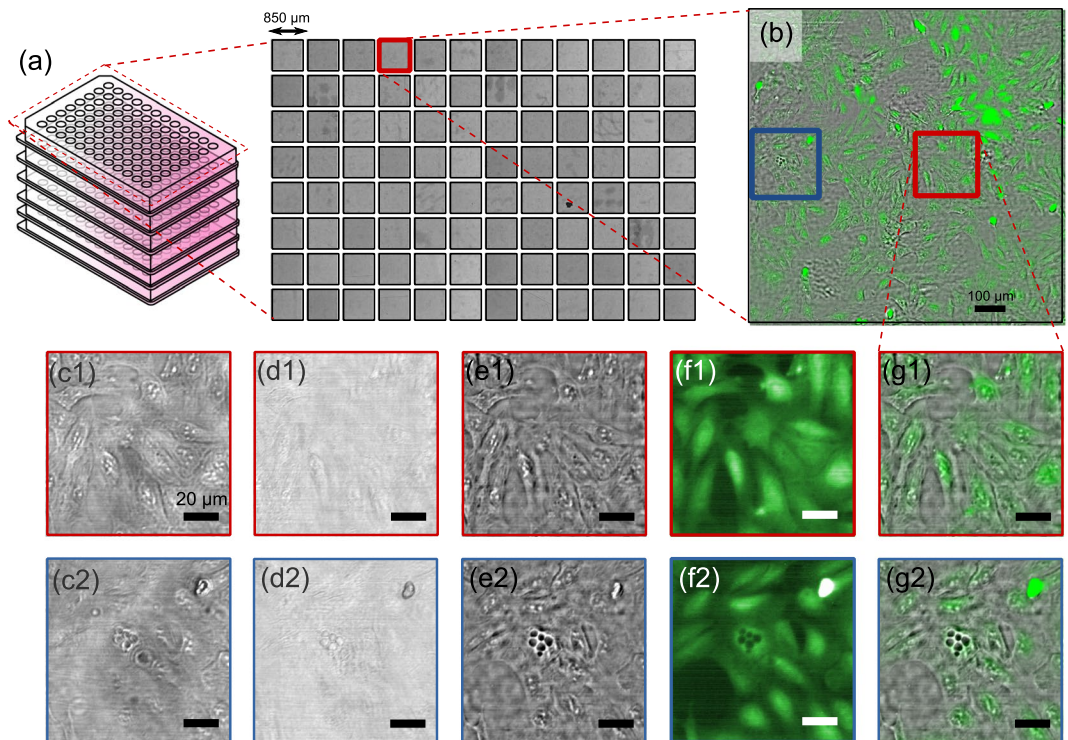 850 µm
(a)
(b)
100 µm
(c1)
(d1)
(e1)
(f1)
(g1)
20 µm
(c2)
(d2)
(e2)
(f2)
(g2)